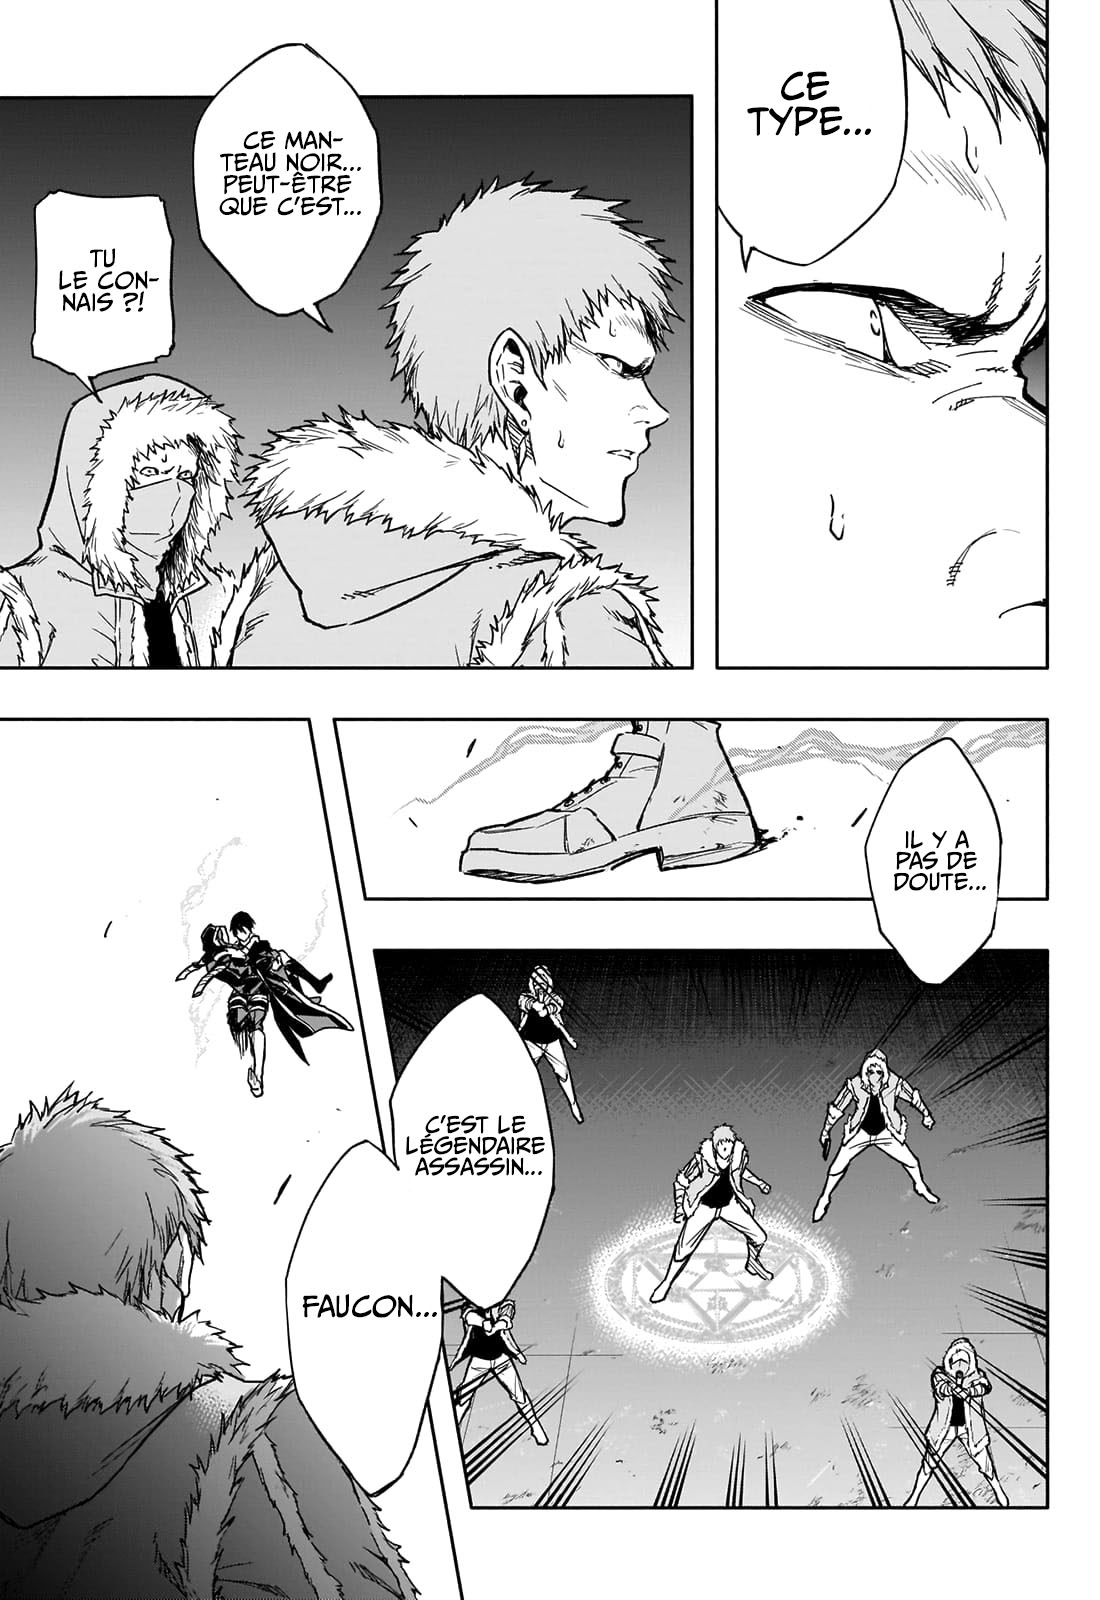 CE
TYPE...
CE MAN-
TEAU NOIR...
PEUT-ÊTRE
QUE C'EST...
TU
LE CON-
NAIS ?!
IL Y A
PAS DE
DOUTE...
C'EST LE
LÉGENDAIRE
ASSASSIN...
FAUCON...